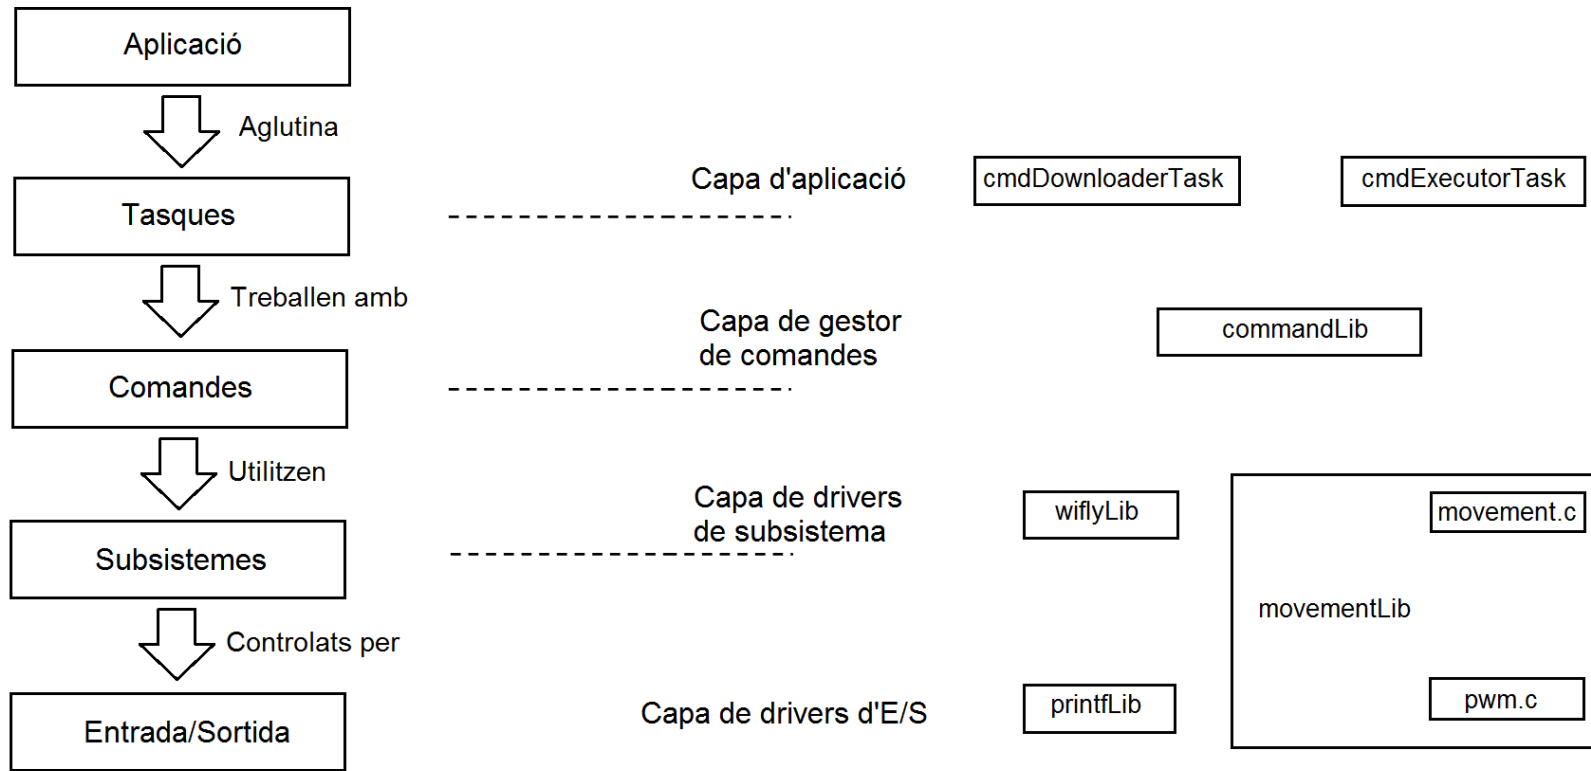 Aplicació
Aglutina
Capa d'aplicació
cmdDownloaderTask
cmdExecutorTask
Tasques
Treballen amb
Capa de gestor
de comandes
commandLib
Comandes
Utilitzen
Capa de drivers
de subsistema
wiflyLib
movement.c
Subsistemes
movementLib
Controlats per
Capa de drivers d'E/S
printfLib
pwm.c
Entrada/Sortida